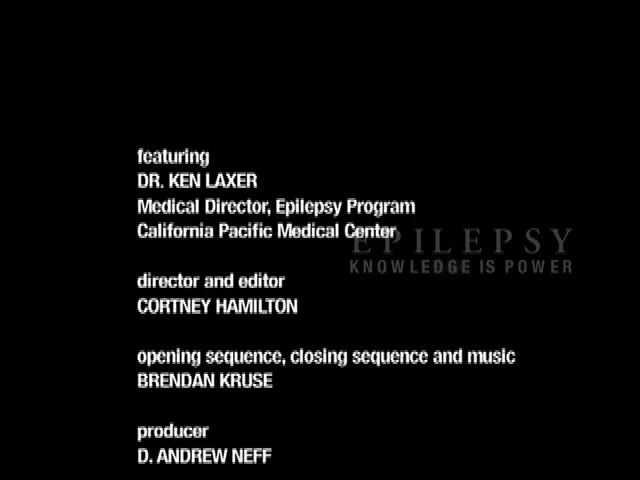 featuring
DR. KEN LAXER
Medical Director, Epilepsy Program
California Pacific Medical Center
EPILEPSY
KNOWLEDGE IS POWER
director and editor
CORTNEY HAMILTON
opening sequence, closing sequence and music
BRENDAN KRUSE
producer
D. ANDREW NEFF